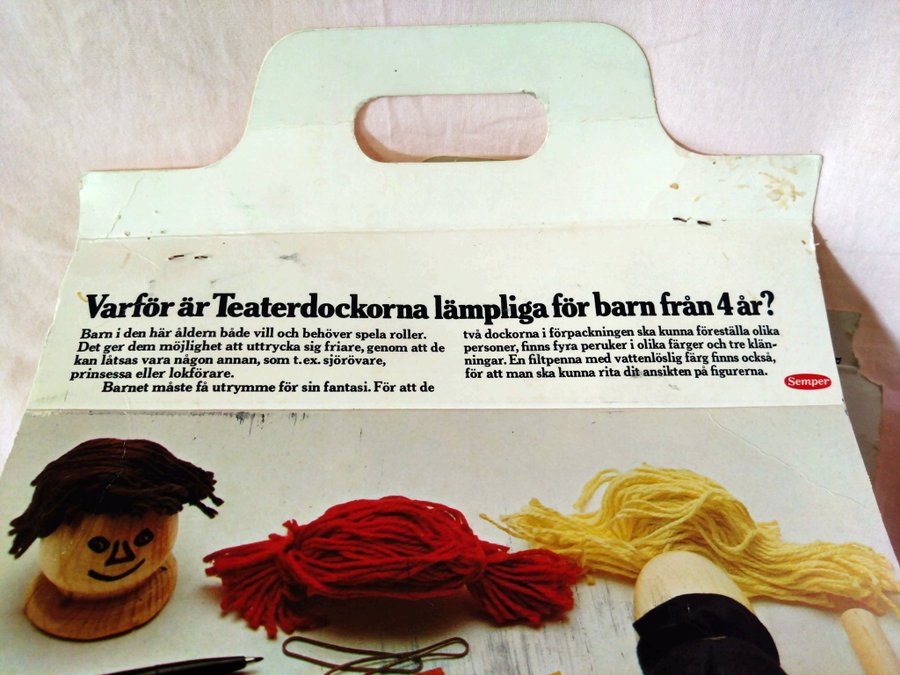 Varför är Teaterdockorna lämpliga för barn från 4 år?
Barn i den här åldern både vill och behöver spela roller.
Det ger dem möjlighet att uttrycka sig friare, genom att de
kan låtsas vara någon annan, som t.ex. sjörövare,
prinsessa eller lokförare.
Barnet måste få utrymme för sin fantasi. För att de
två dockorna i förpackningen ska kunna föreställa olika
personer, finns fyra peruker i olika färger och tre klän-
ningar. En filtpenna med vattenlöslig färg finns också,
för att man ska kunna rita dit ansikten på figurerna.
Semper